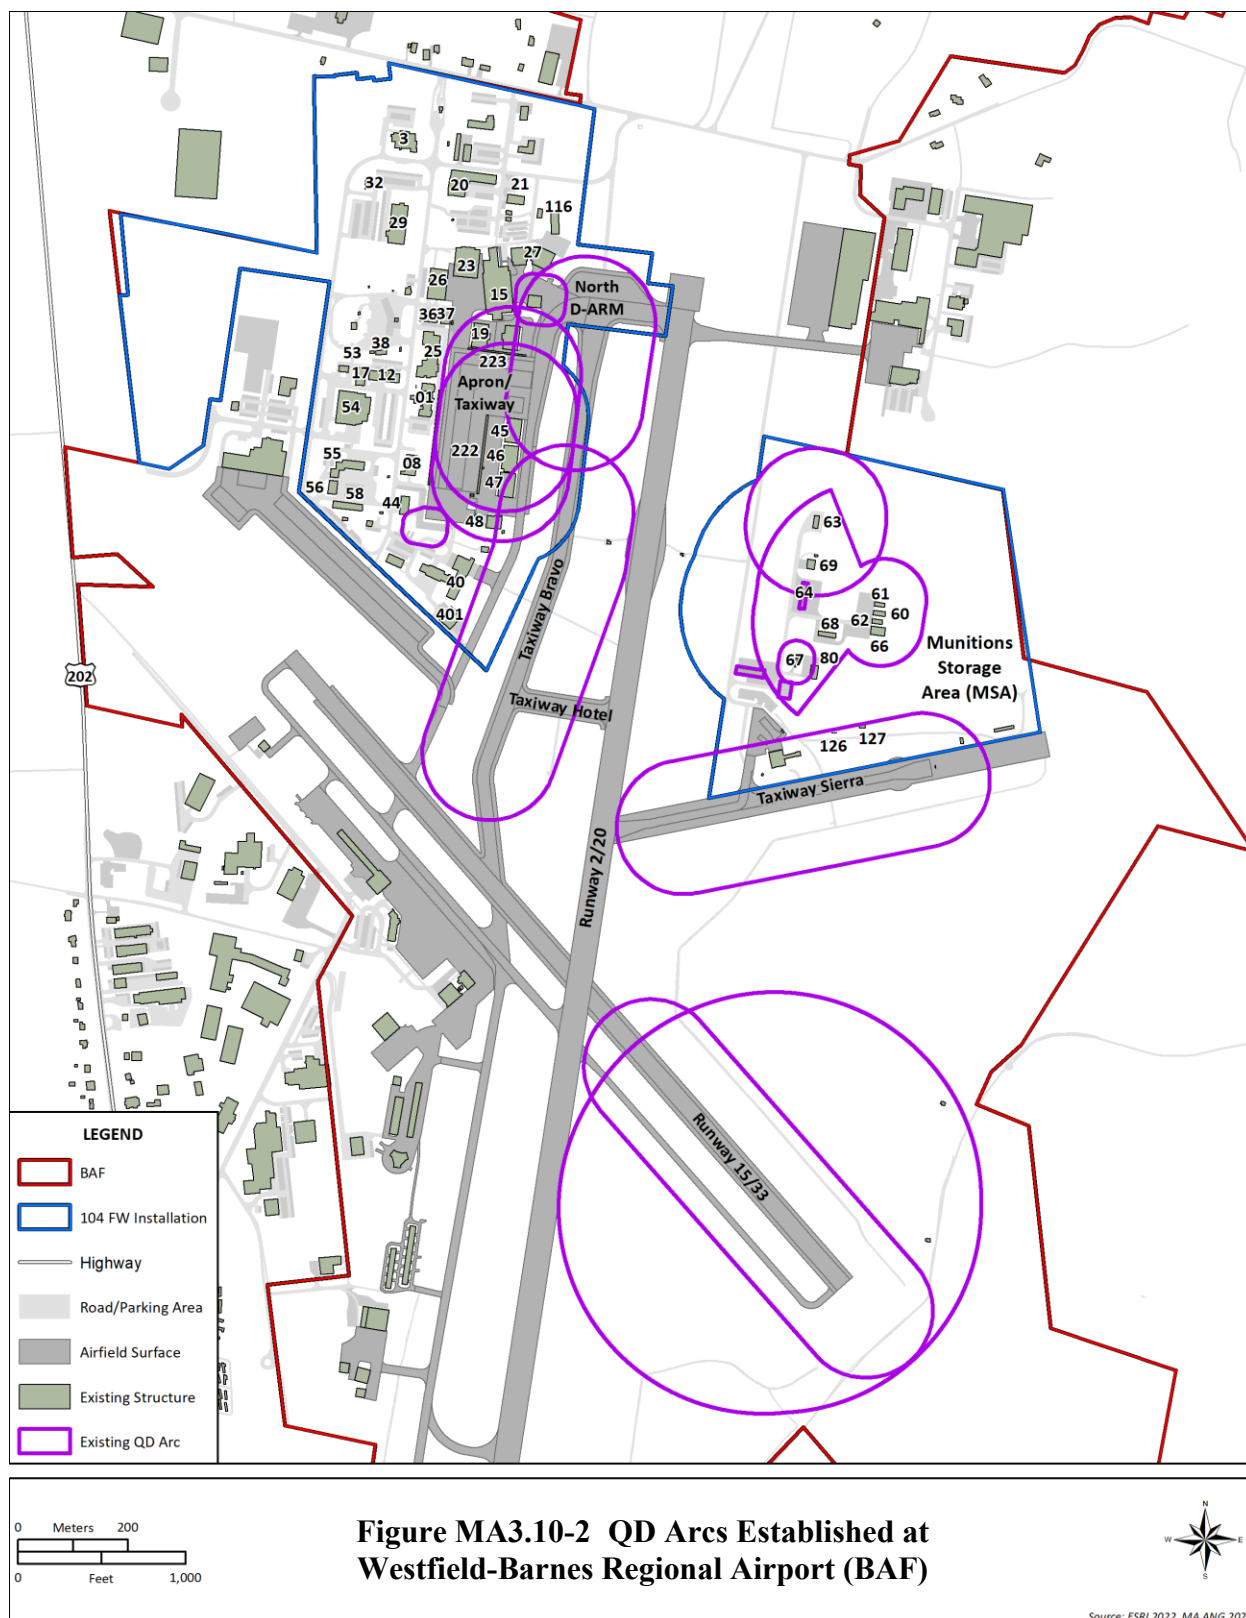 3
32
20
21
29
116
23
27
26
15
North
D-ARM
36
37
19
25
38
53
223
17
12
Apron/
Taxiway
01
54
45
222
46
55
08
47
56
58
44
48
40
401
Taxiway Bravo
63
69
64
61
60
62
68
66
67
80
Munitions
Storage
Area (MSA)
202
Taxiway Hotel
126
127
Taxiway Sierra
Runway 2/20
Runway 15/33
LEGEND
BAF
104 FW Installation
Highway
Road/Parking Area
Airfield Surface
Existing Structure
Existing QD Arc
0 Meters 200
0 Feet 1,000
Figure MA3.10-2 QD Arcs Established at
Westfield-Barnes Regional Airport (BAF)
N
W
E
S
Source: ESRI 2022, MA ANG